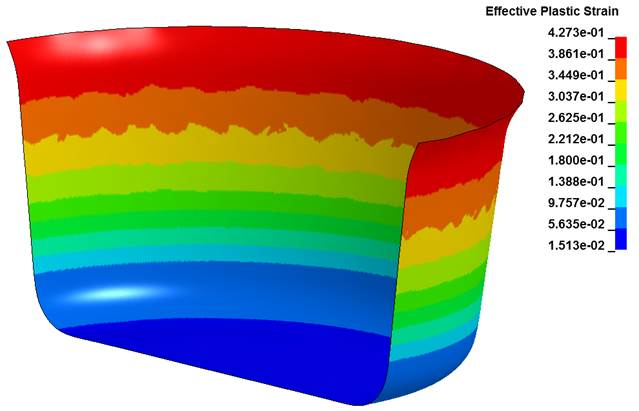 Effective Plastic Strain
4.273e-01
3.861e-01
3.449e-01
3.037e-01
2.625e-01
2.212e-01
1.800e-01
1.388e-01
9.757e-02
5.635e-02
1.513e-02